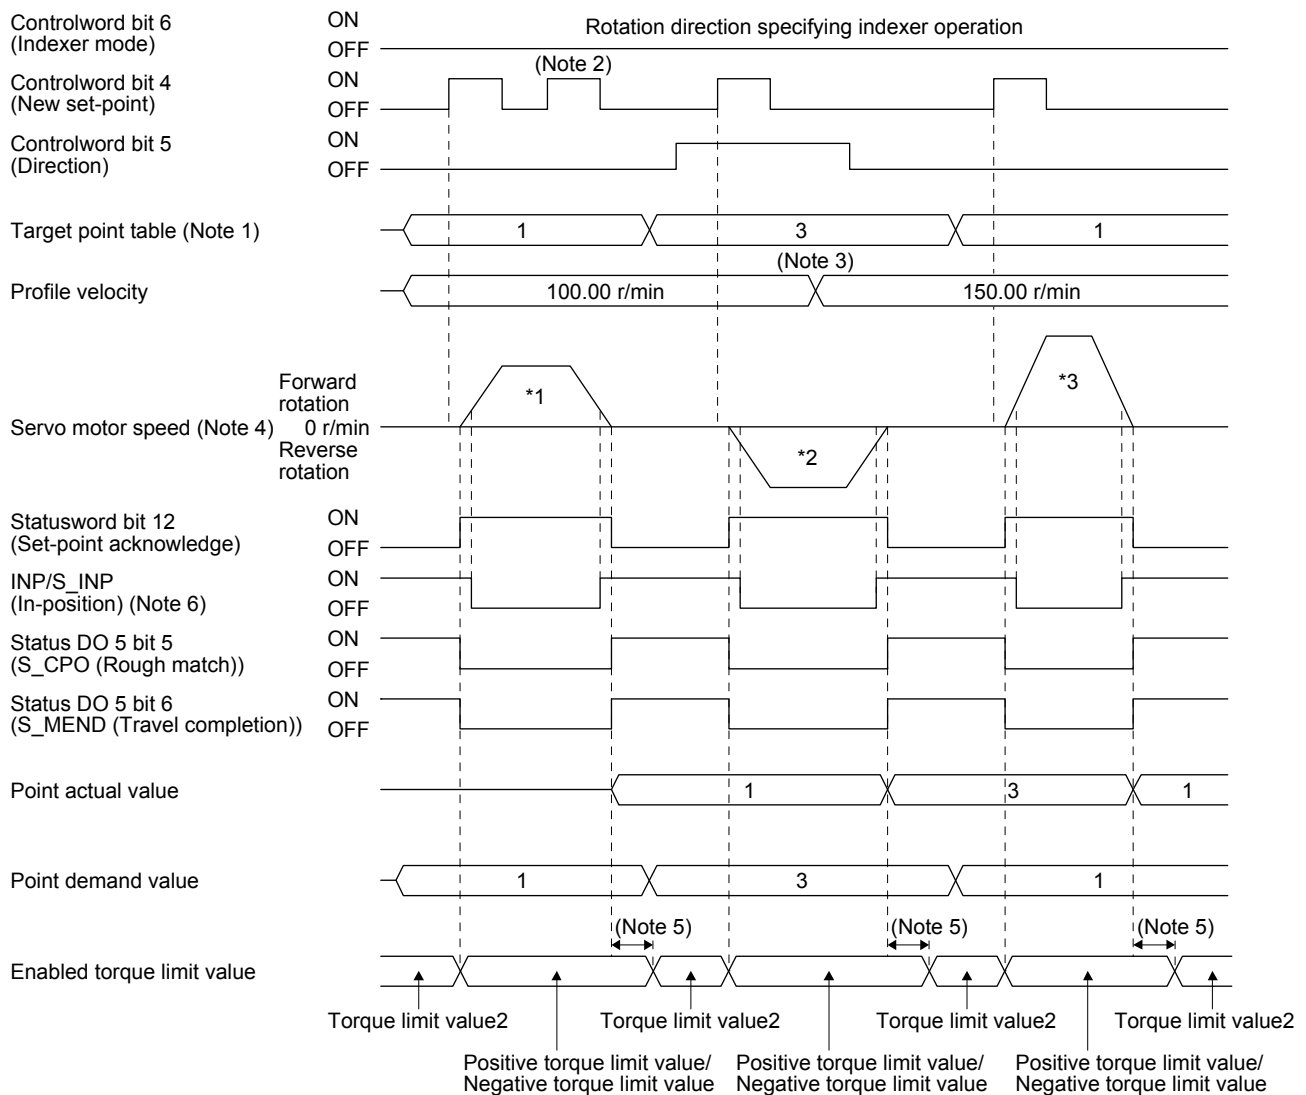 Controlword bit 6
(Indexer mode)
ON
OFF
Rotation direction specifying indexer operation
Controlword bit 4
(New set-point)
ON
OFF
(Note 2)
Controlword bit 5
(Direction)
ON
OFF
Target point table (Note 1)
1
3
1
(Note 3)
Profile velocity
100.00 r/min
150.00 r/min
Servo motor speed (Note 4)
Forward
rotation
0 r/min
Reverse
rotation
*1
*2
*3
Statusword bit 12
(Set-point acknowledge)
ON
OFF
INP/S_INP
(In-position) (Note 6)
ON
OFF
Status DO 5 bit 5
(S_CPO (Rough match))
ON
OFF
Status DO 5 bit 6
(S_MEND (Travel completion))
ON
OFF
Point actual value
1
3
1
Point demand value
1
3
1
(Note 5)
(Note 5)
(Note 5)
Enabled torque limit value
Torque limit value2
Torque limit value2
Torque limit value2
Torque limit value2
Positive torque limit value/
Negative torque limit value
Positive torque limit value/
Negative torque limit value
Positive torque limit value/
Negative torque limit value